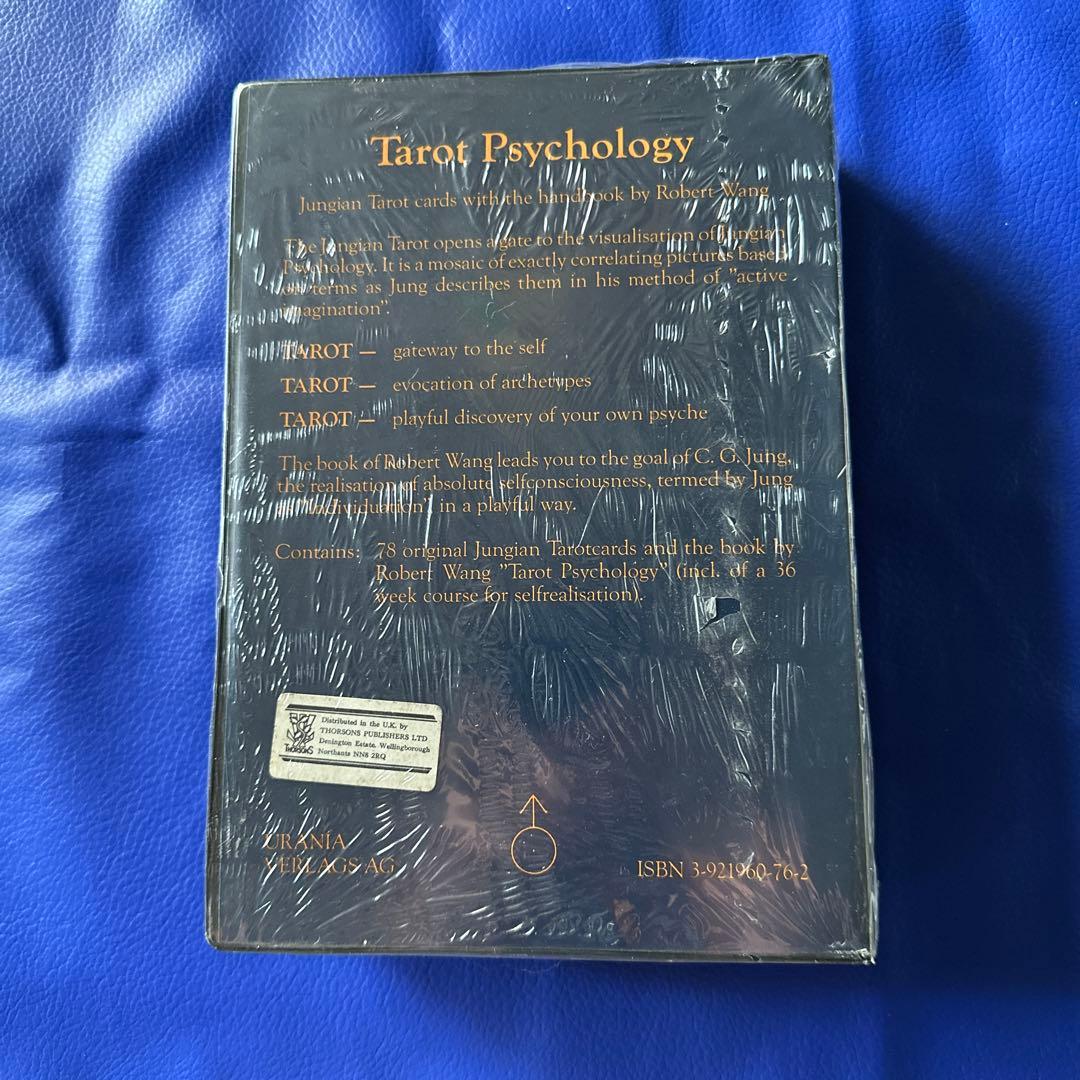 Tarot Psychology
Jungian Tarot cards with the handbook by Robert Wang
The Jungian Tarot opens a gate to the visualisation of Jungian
Psychology. It is a mosaic of exactly correlating pictures based
on terms as Jung describes them in his method of "active
imagination".
TAROT — gateway to the self
TAROT — evocation of archetypes
TAROT — playful discovery of your own psyche
The book of Robert Wang leads you to the goal of C. G. Jung,
the realisation of absolute selfconsciousness, termed by Jung
as "individuation", in a playful way.
Contains: 78 original Jungian Tarotcards and the book by
Robert Wang "Tarot Psychology" (incl. of a 36
week course for selfrealisation).
Distributed in the U.K. by
THORSONS PUBLISHERS LTD
Denington Estate, Wellingborough
Northants NN8 2RQ
THORSONS
URANIA
VERLAGS AG
ISBN 3-921960-76-2